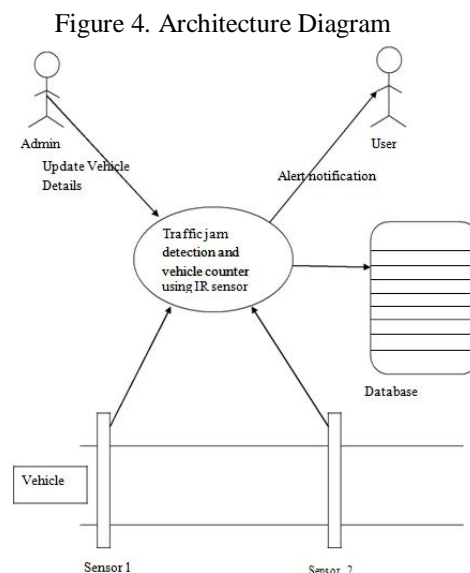 Figure 4. Architecture Diagram
Admin
User
Update Vehicle
Details
Alert notification
Traffic jam
detection and
vehicle counter
using IR sensor
Database
Vehicle
Sensor 1
Sensor 2